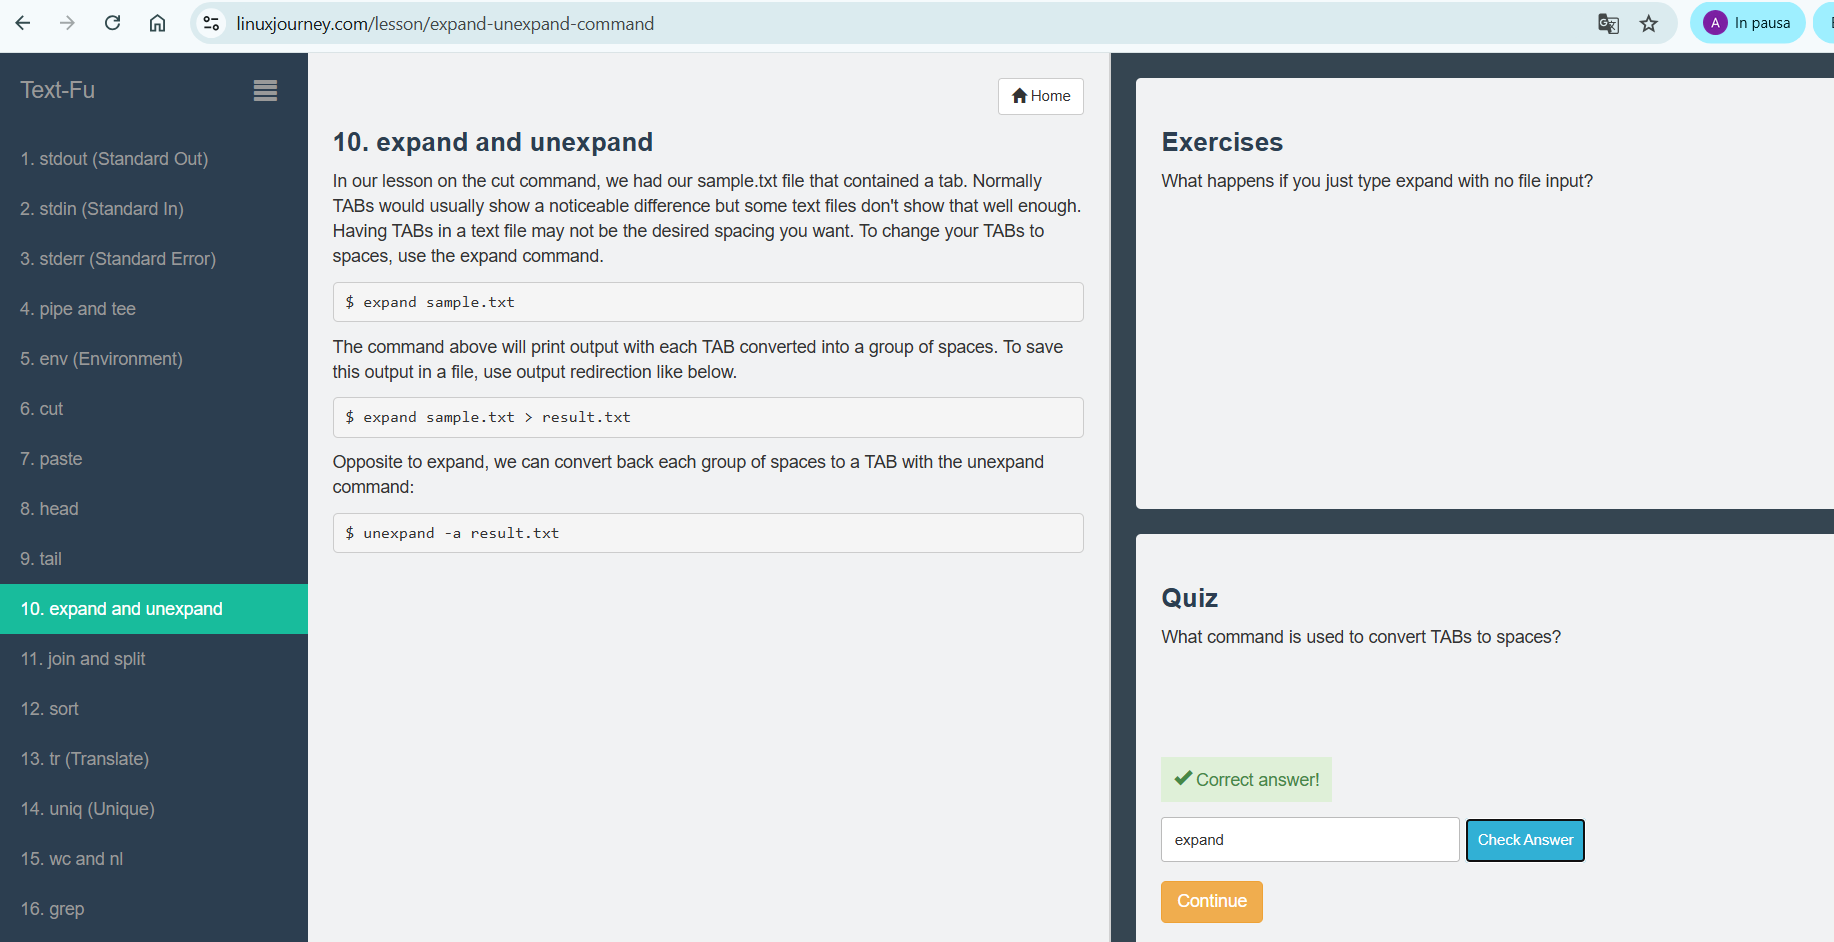 linuxjourney.com/lesson/expand-unexpand-command
A
In pausa
Text-Fu
1. stdout (Standard Out)
2. stdin (Standard In)
3. stderr (Standard Error)
4. pipe and tee
5. env (Environment)
6. cut
7. paste
8. head
9. tail
10. expand and unexpand
11. join and split
12. sort
13. tr (Translate)
14. uniq (Unique)
15. wc and nl
16. grep
Home
10. expand and unexpand
In our lesson on the cut command, we had our sample.txt file that contained a tab. Normally
TABs would usually show a noticeable difference but some text files don't show that well enough.
Having TABs in a text file may not be the desired spacing you want. To change your TABs to
spaces, use the expand command.
$ expand sample.txt
The command above will print output with each TAB converted into a group of spaces. To save
this output in a file, use output redirection like below.
$ expand sample.txt > result.txt
Opposite to expand, we can convert back each group of spaces to a TAB with the unexpand
command:
$ unexpand -a result.txt
Exercises
What happens if you just type expand with no file input?
Quiz
What command is used to convert TABs to spaces?
Correct answer!
expand
Check Answer
Continue